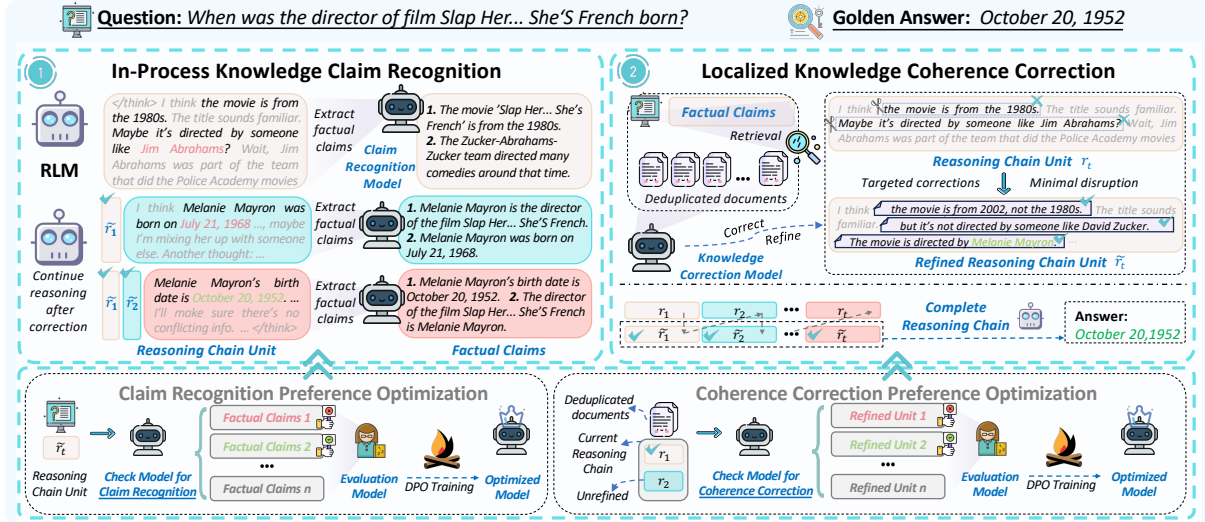 Question: When was the director of film Slap Her... She'S French born?
Golden Answer: October 20, 1952
1
In-Process Knowledge Claim Recognition
RLM
</think> I think the movie is from
the 1980s. The title sounds familiar.
Maybe it's directed by someone
like Jim Abrahams? Wait, Jim
Abrahams was part of the team
that did the Police Academy movies
Extract
factual
claims
Claim
Recognition
Model
1. The movie 'Slap Her... She's
French' is from the 1980s.
2. The Zucker-Abrahams-
Zucker team directed many
comedies around that time.
Continue
reasoning
after
correction
r̃1
I think Melanie Mayron was
born on July 21, 1968 ..., maybe
I'm mixing her up with someone
else. Another thought: ...
Extract
factual
claims
1. Melanie Mayron is the director
of the film Slap Her... She'S French.
2. Melanie Mayron was born on
July 21, 1968.
r̃1
r̃2
Melanie Mayron's birth
date is October 20, 1952. ...
I'll make sure there's no
conflicting info. ... </think>
Extract
factual
claims
1. Melanie Mayron's birth date is
October 20, 1952. 2. The director
of the film Slap Her... She's French
is Melanie Mayron.
Reasoning Chain Unit
Factual Claims
2
Localized Knowledge Coherence Correction
Factual Claims
Retrieval
...
Deduplicated documents
Knowledge
Correction Model
Correct
Refine
I think the movie is from the 1980s. The title sounds familiar.
Maybe it's directed by someone like Jim Abrahams? Wait, Jim
Abrahams was part of the team that did the Police Academy movies
Reasoning Chain Unit rt
Targeted corrections
Minimal disruption
I think the movie is from 2002, not the 1980s. The title sounds
familiar. but it's not directed by someone like David Zucker.
The movie is directed by Melanie Mayron. ...
Refined Reasoning Chain Unit r̃t
r1
r2
...
rt
r̃1
r̃2
...
r̃t
Complete
Reasoning Chain
Answer:
October 20,1952
Claim Recognition Preference Optimization
r̃t
Reasoning
Chain Unit
Check Model for
Claim Recognition
Factual Claims 1
Factual Claims 2
...
Factual Claims n
Evaluation
Model
DPO Training
Optimized
Model
Coherence Correction Preference Optimization
Deduplicated
documents
Current
Reasoning
Chain
Unrefined
r1
r2
Check Model for
Coherence Correction
Refined Unit 1
Refined Unit 2
...
Refined Unit n
Evaluation
Model
DPO Training
Optimized
Model